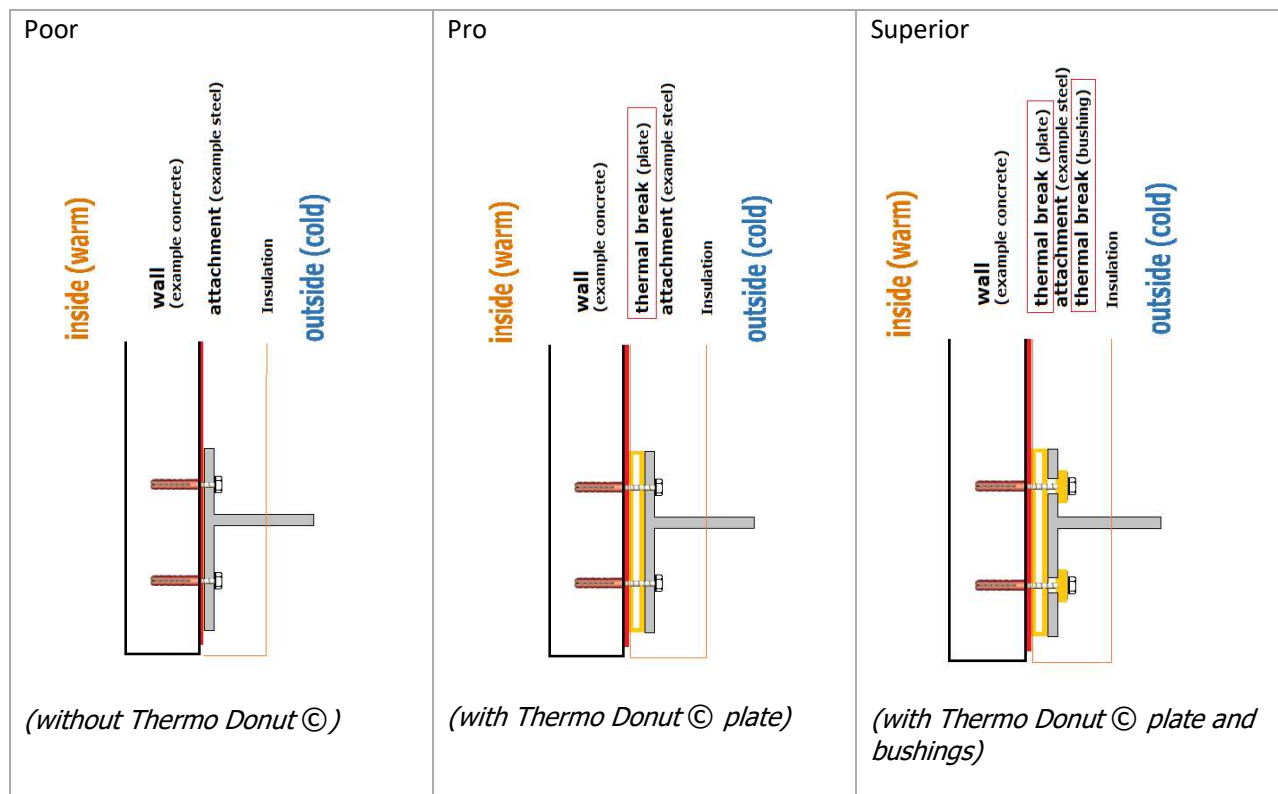 Poor
inside (warm)
wall
(example concrete)
attachment (example steel)
Insulation
outside (cold)
(without Thermo Donut ©)
Pro
inside (warm)
wall
(example concrete)
thermal break (plate)
attachment (example steel)
Insulation
outside (cold)
(with Thermo Donut © plate)
Superior
inside (warm)
wall
(example concrete)
thermal break (plate)
attachment (example steel)
thermal break (bushing)
Insulation
outside (cold)
(with Thermo Donut © plate and
bushings)